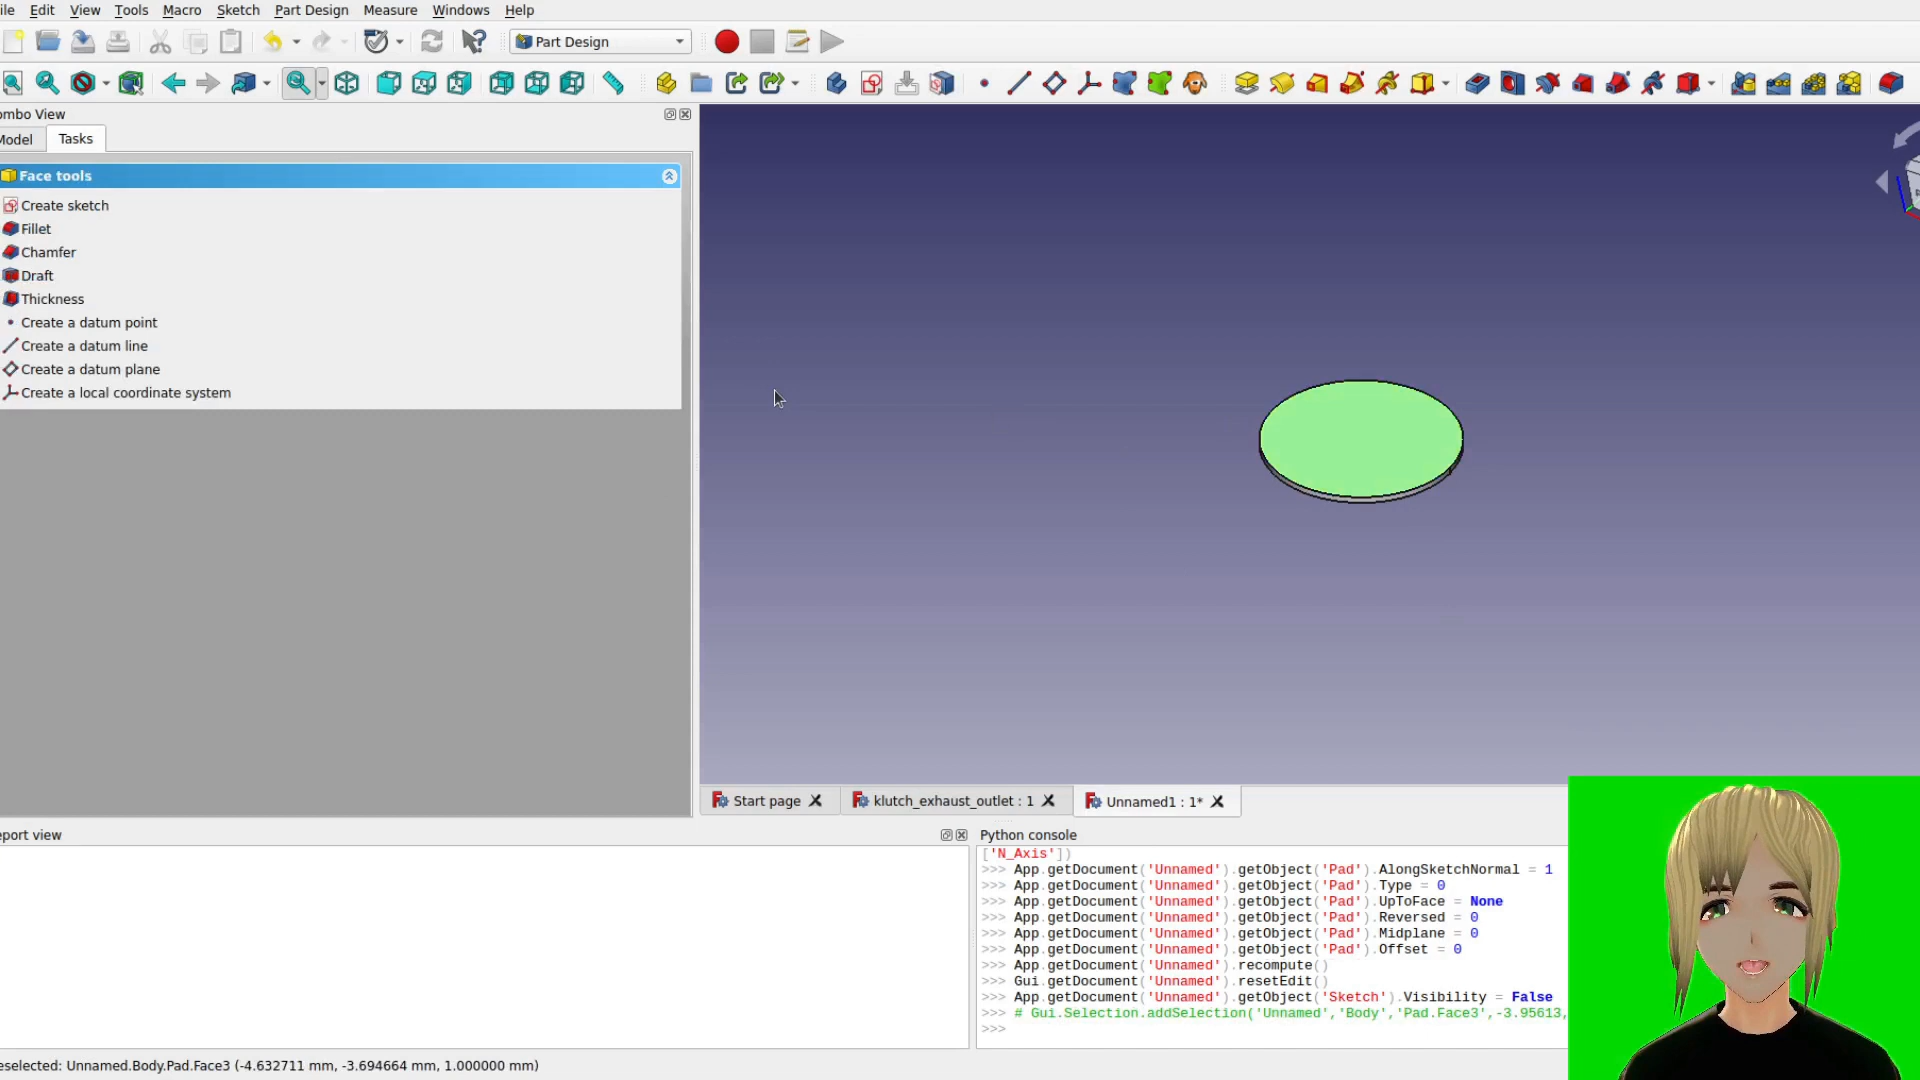 ile Edit View Tools Macro Sketch Part Design Measure Windows Help
Part Design
ombo View
Model Tasks
Face tools
Create sketch
Fillet
Chamfer
Draft
Thickness
Create a datum point
Create a datum line
Create a datum plane
Create a local coordinate system
Start page klutch_exhaust_outlet : 1 Unnamed1 : 1*
eport view
Python console
['N_Axis'])
>>> App.getDocument('Unnamed').getObject('Pad').AlongSketchNormal = 1
>>> App.getDocument('Unnamed').getObject('Pad').Type = 0
>>> App.getDocument('Unnamed').getObject('Pad').UpToFace = None
>>> App.getDocument('Unnamed').getObject('Pad').Reversed = 0
>>> App.getDocument('Unnamed').getObject('Pad').Midplane = 0
>>> App.getDocument('Unnamed').getObject('Pad').Offset = 0
>>> App.getDocument('Unnamed').recompute()
>>> Gui.getDocument('Unnamed').resetEdit()
>>> App.getDocument('Unnamed').getObject('Sketch').Visibility = False
>>> # Gui.Selection.addSelection('Unnamed','Body','Pad.Face3',-3.95613,
>>>
eselected: Unnamed.Body.Pad.Face3 (-4.632711 mm, -3.694664 mm, 1.000000 mm)